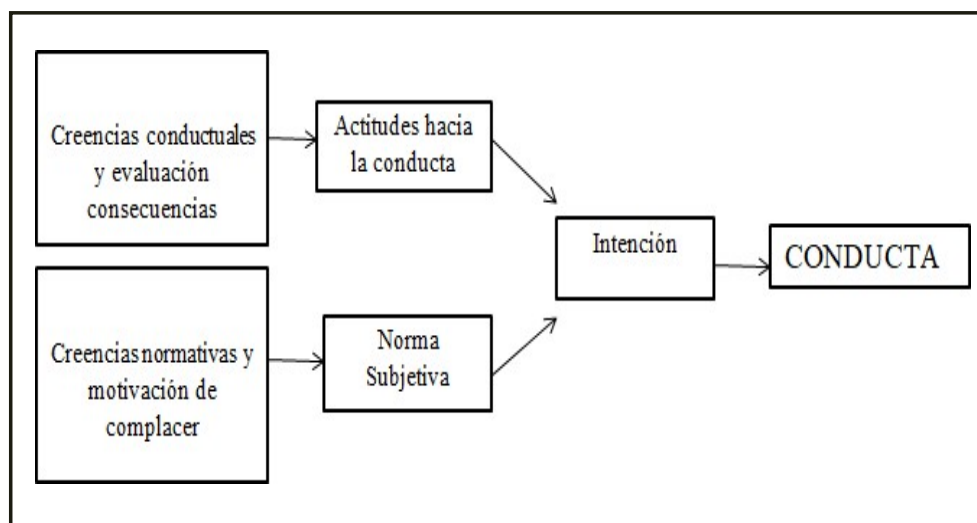 Creencias conductuales
y evaluación
consecuencias
Actitudes hacia
la conducta
Creencias normativas y
motivación de
complacer
Norma
Subjetiva
Intención
CONDUCTA